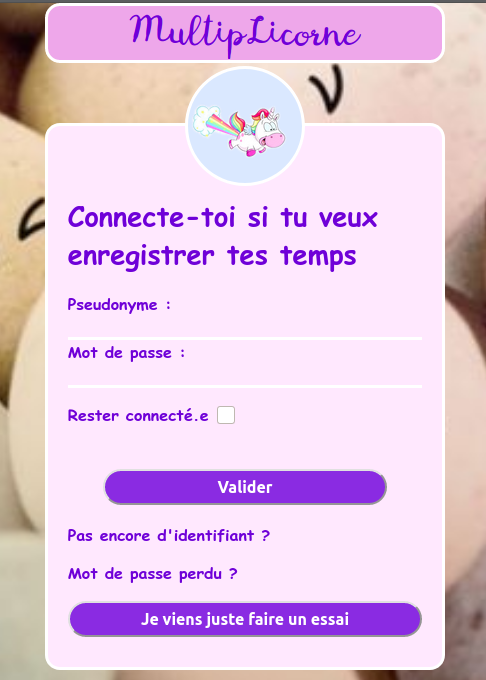 MultipLicorne
Connecte-toi si tu veux
enregistrer tes temps
Pseudonyme :
Mot de passe :
Rester connecté.e
Valider
Pas encore d'identifiant ?
Mot de passe perdu ?
Je viens juste faire un essai